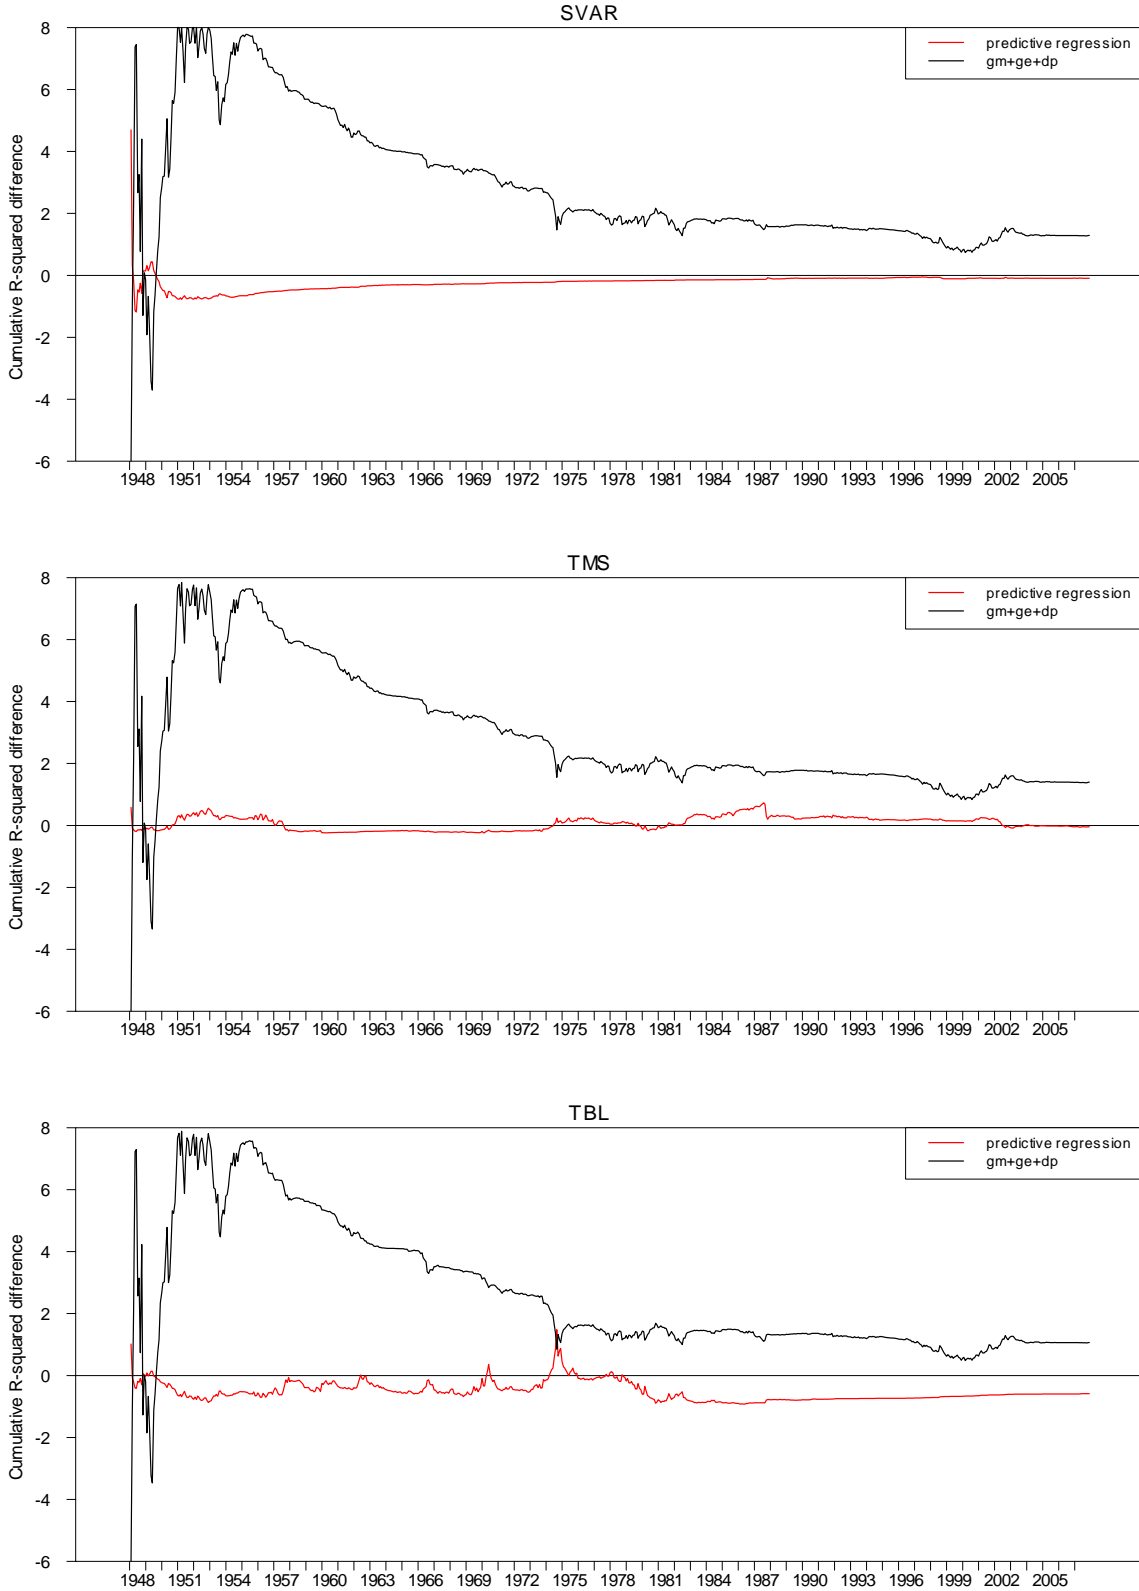 SVAR
predictive regression
gm+ge+dp
Cumulative R-squared difference
8
6
4
2
0
-2
-4
-6
1948 1951 1954 1957 1960 1963 1966 1969 1972 1975 1978 1981 1984 1987 1990 1993 1996 1999 2002 2005
TMS
predictive regression
gm+ge+dp
Cumulative R-squared difference
8
6
4
2
0
-2
-4
-6
1948 1951 1954 1957 1960 1963 1966 1969 1972 1975 1978 1981 1984 1987 1990 1993 1996 1999 2002 2005
TBL
predictive regression
gm+ge+dp
Cumulative R-squared difference
8
6
4
2
0
-2
-4
-6
1948 1951 1954 1957 1960 1963 1966 1969 1972 1975 1978 1981 1984 1987 1990 1993 1996 1999 2002 2005